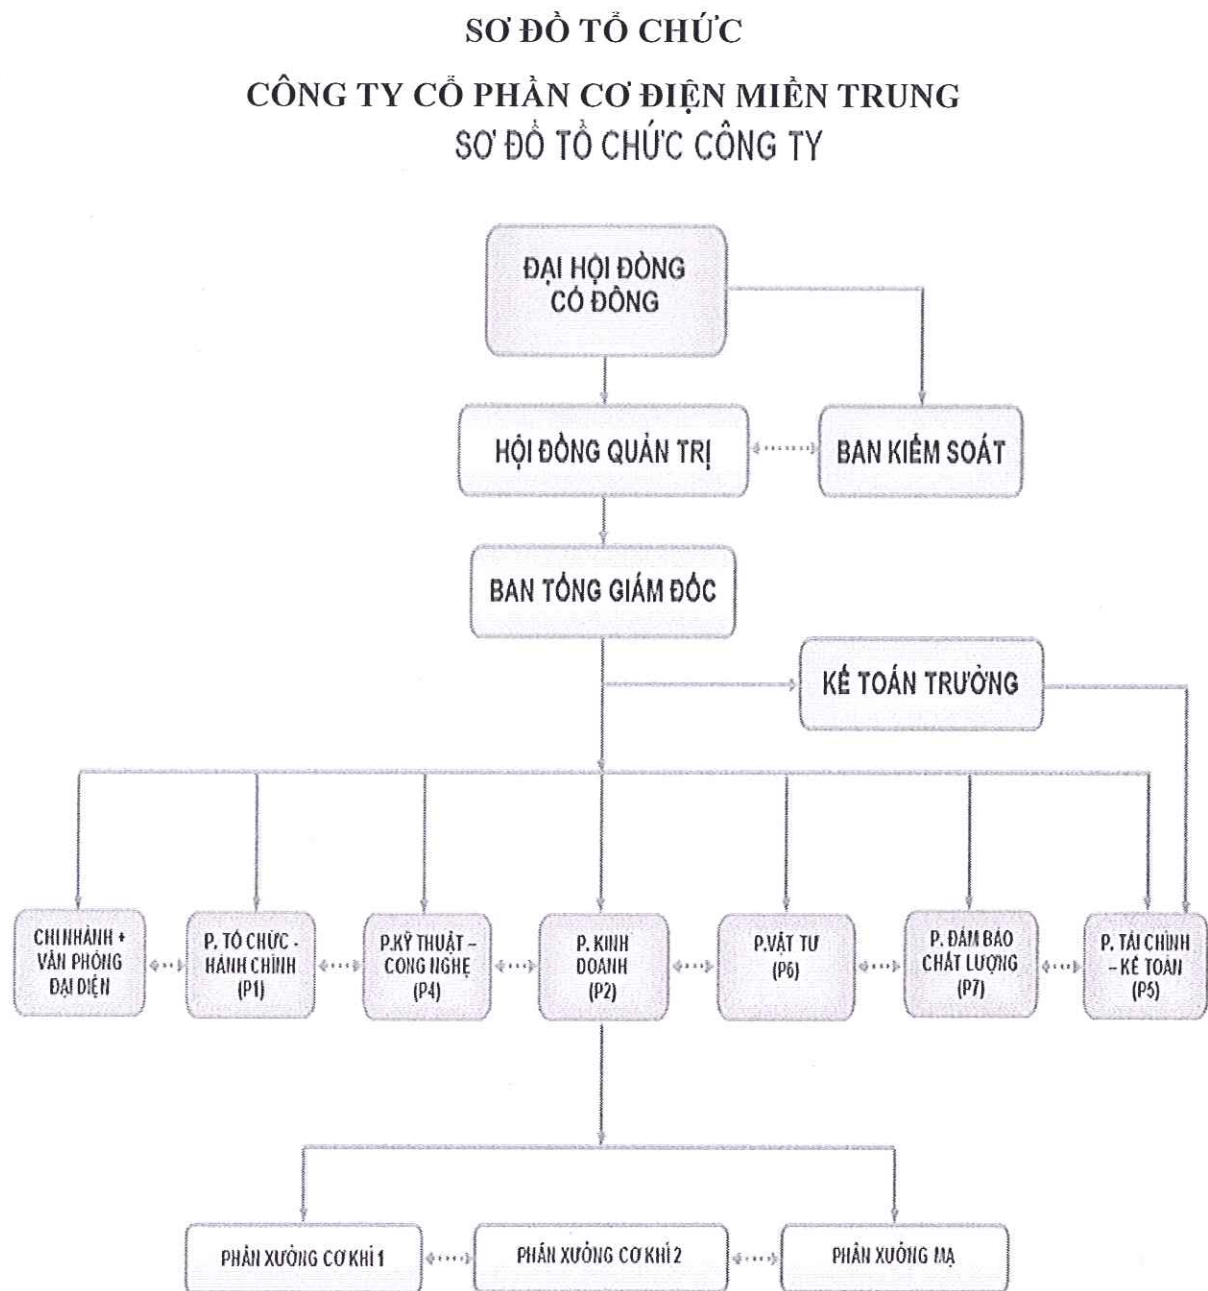 SƠ ĐỒ TỔ CHỨC
CÔNG TY CỔ PHẦN CƠ ĐIỆN MIỀN TRUNG
SƠ ĐỒ TỔ CHỨC CÔNG TY
ĐẠI HỘI ĐỒNG
CỔ ĐÔNG
HỘI ĐỒNG QUẢN TRỊ
BAN KIỂM SOÁT
BAN TỔNG GIÁM ĐỐC
KẾ TOÁN TRƯỞNG
CHI NHÁNH +
VĂN PHÒNG
ĐẠI DIỆN
P. TỔ CHỨC -
HÀNH CHÍNH
(P1)
P.KỸ THUẬT –
CÔNG NGHỆ
(P4)
P. KINH
DOANH
(P2)
P.VẬT TƯ
(P6)
P. ĐẢM BẢO
CHẤT LƯỢNG
(P7)
P. TÀI CHÍNH
– KẾ TOÁN
(P5)
PHÂN XƯỞNG CƠ KHÍ 1
PHÂN XƯỞNG CƠ KHÍ 2
PHÂN XƯỞNG MẠ